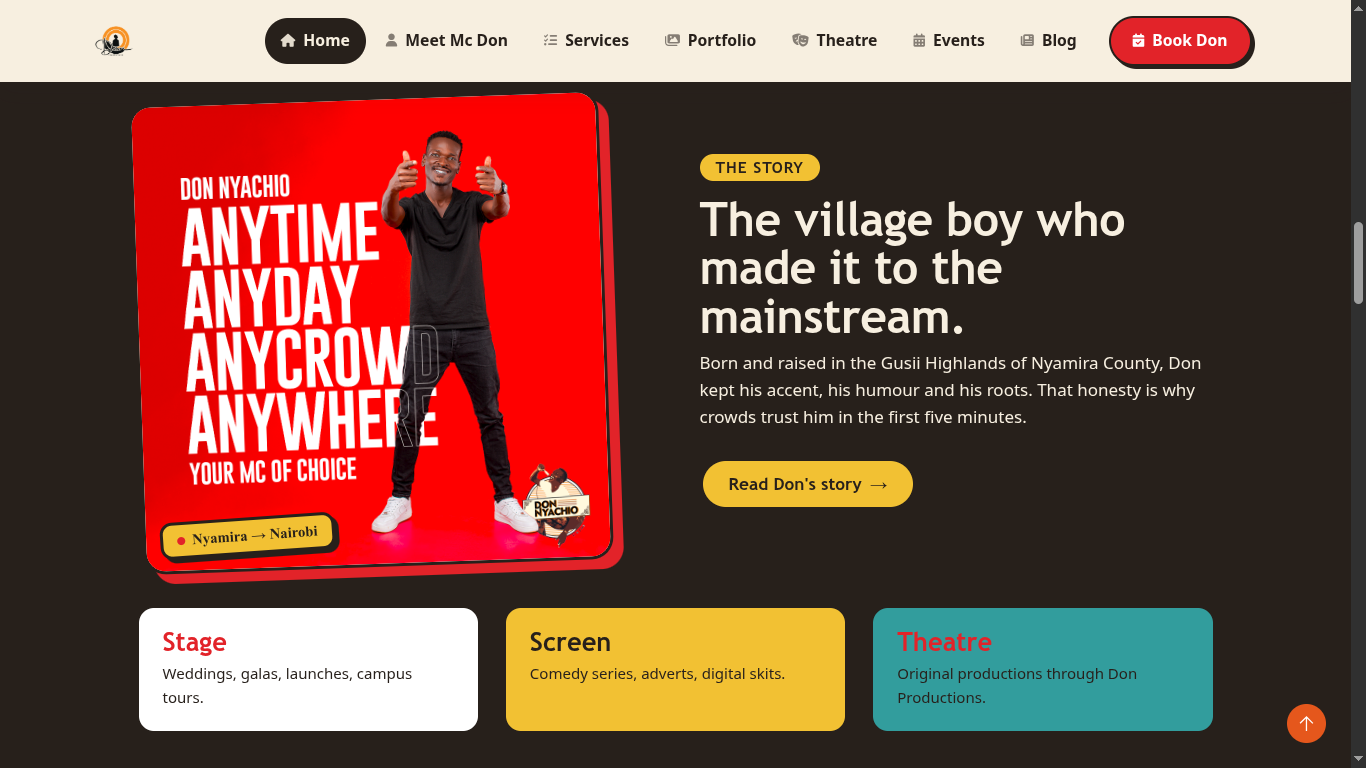 Home
Meet Mc Don
Services
Portfolio
Theatre
Events
Blog
Book Don
DON NYACHIO
ANYTIME
ANYDAY
ANYCROWD
ANYWHERE
YOUR MC OF CHOICE
DON
NYACHIO
Nyamira → Nairobi
THE STORY
The village boy who
made it to the
mainstream.
Born and raised in the Gusii Highlands of Nyamira County, Don
kept his accent, his humour and his roots. That honesty is why
crowds trust him in the first five minutes.
Read Don's story →
Stage
Weddings, galas, launches, campus
tours.
Screen
Comedy series, adverts, digital skits.
Theatre
Original productions through Don
Productions.